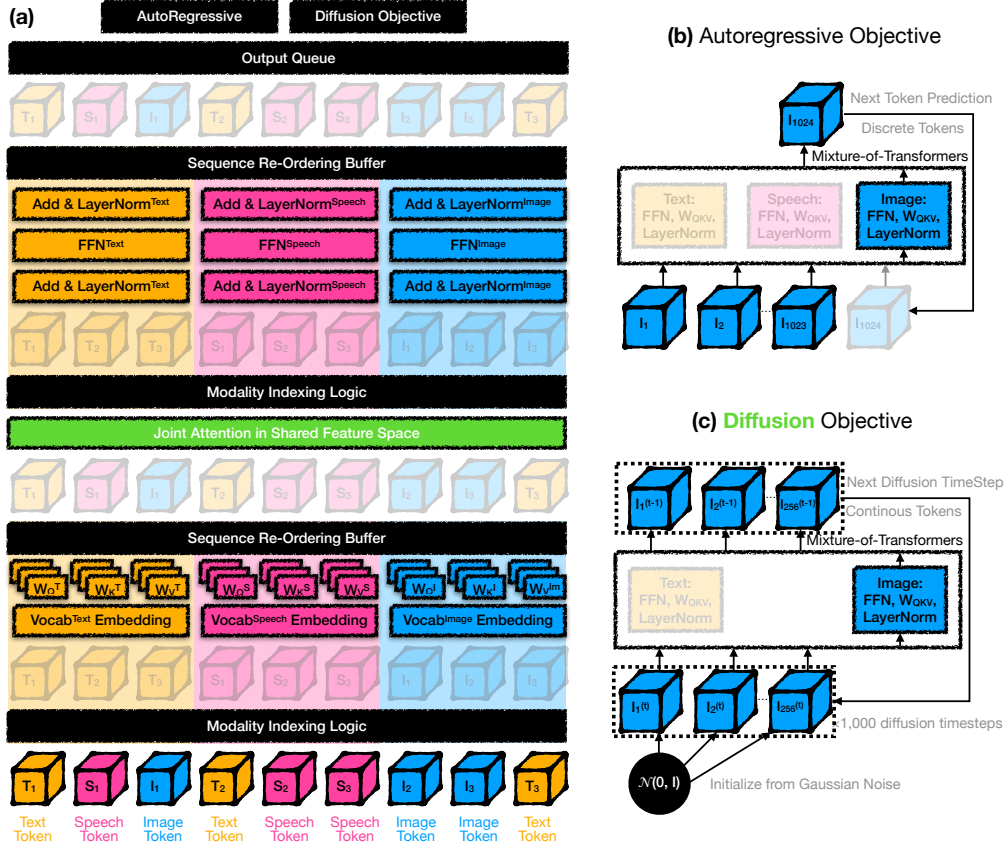 (a)
AutoRegressive
Diffusion Objective
Output Queue
T1 S1 I1 T2 S2 S3 I2 I3 T3
Sequence Re-Ordering Buffer
Add & LayerNormText Add & LayerNormSpeech Add & LayerNormImage
FFNText FFNSpeech FFNImage
Add & LayerNormText Add & LayerNormSpeech Add & LayerNormImage
T1 T2 T3 S1 S2 S3 I1 I2 I3
Modality Indexing Logic
Joint Attention in Shared Feature Space
T1 S1 I1 T2 S2 S3 I2 I3 T3
Sequence Re-Ordering Buffer
WQT WKT WVT WQS WKS WVS WQI WKI WVIm
VocabText Embedding VocabSpeech Embedding VocabImage Embedding
T1 T2 T3 S1 S2 S3 I1 I2 I3
Modality Indexing Logic
T1 S1 I1 T2 S2 S3 I2 I3 T3
Text Speech Image Text Speech Speech Image Image Text
Token Token Token Token Token Token Token Token Token
(b) Autoregressive Objective
I1024
Next Token Prediction
Discrete Tokens
Mixture-of-Transformers
Text: Speech: Image:
FFN, WQKV, FFN, WQKV, FFN, WQKV,
LayerNorm LayerNorm LayerNorm
I1 I2 I1023 I1024
(c) Diffusion Objective
I1(t-1) I2(t-1) I256(t-1)
Next Diffusion TimeStep
Continous Tokens
Mixture-of-Transformers
Text: Image:
FFN, WQKV, FFN, WQKV,
LayerNorm LayerNorm
I1(t) I2(t) I256(t)
x1,000 diffusion timesteps
N(0, I)
Initialize from Gaussian Noise